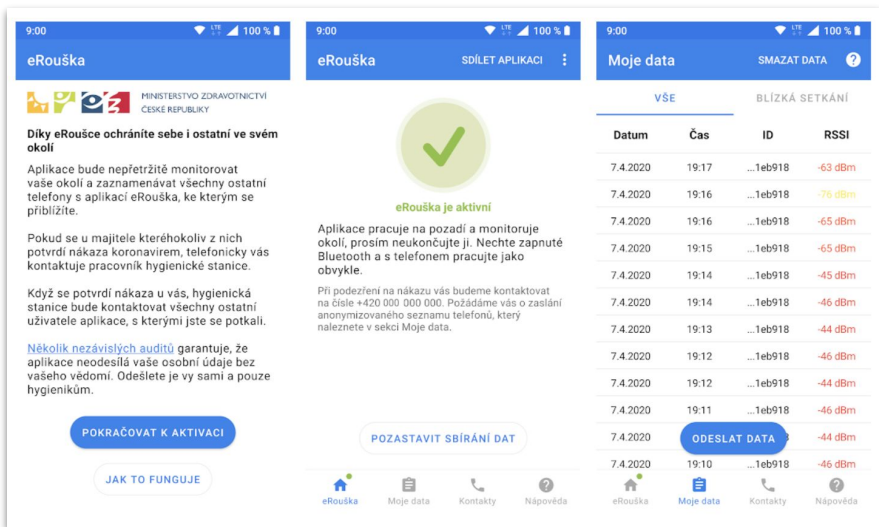 9:00
LTE
100 %
eRouška
MINISTERSTVO ZDRAVOTNICTVÍ
ČESKÉ REPUBLIKY
Díky eRoušce ochráníte sebe i ostatní ve svém
okolí
Aplikace bude nepřetržitě monitorovat
vaše okolí a zaznamenávat všechny ostatní
telefony s aplikací eRouška, ke kterým se
přiblížíte.
Pokud se u majitele kteréhokoliv z nich
potvrdí nákaza koronavirem, telefonicky vás
kontaktuje pracovník hygienické stanice.
Když se potvrdí nákaza u vás, hygienická
stanice bude kontaktovat všechny ostatní
uživatele aplikace, s kterými jste se potkali.
Několik nezávislých auditů garantuje, že
aplikace neodesílá vaše osobní údaje bez
vašeho vědomí. Odešlete je vy sami a pouze
hygienikům.
POKRAČOVAT K AKTIVACI
JAK TO FUNGUJE
9:00
LTE
100 %
eRouška SDÍLET APLIKACI
eRouška je aktivní
Aplikace pracuje na pozadí a monitoruje
okolí, prosím neukončujte ji. Nechte zapnuté
Bluetooth a s telefonem pracujte jako
obvykle.
Při podezření na nákazu vás budeme kontaktovat
na čísle +420 000 000 000. Požádáme vás o zaslání
anonymizovaného seznamu telefonů, který
naleznete v sekci Moje data.
POZASTAVIT SBÍRÁNÍ DAT
eRouška Moje data Kontakty Nápověda
9:00
LTE
100 %
Moje data SMAZAT DATA ?
VŠE BLÍZKÁ SETKÁNÍ
Datum Čas ID RSSI
7.4.2020 19:17 ...1eb918 -63 dBm
7.4.2020 19:16 ...1eb918 -76 dBm
7.4.2020 19:16 ...1eb918 -65 dBm
7.4.2020 19:15 ...1eb918 -65 dBm
7.4.2020 19:14 ...1eb918 -45 dBm
7.4.2020 19:14 ...1eb918 -46 dBm
7.4.2020 19:13 ...1eb918 -44 dBm
7.4.2020 19:12 ...1eb918 -46 dBm
7.4.2020 19:12 ...1eb918 -44 dBm
7.4.2020 19:11 ...1eb918 -46 dBm
7.4.2020 -44 dBm
ODESLAT DATA
7.4.2020 19:10 ...1eb918 -46 dBm
eRouška Moje data Kontakty Nápověda